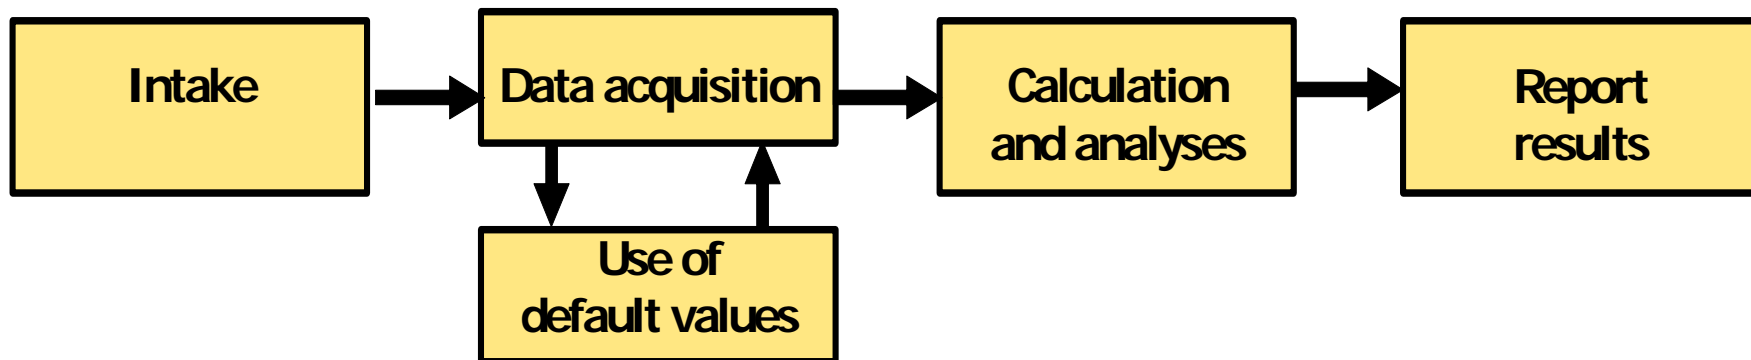 Intake
Data acquisition
Calculation
and analyses
Report
results
Use of
default values